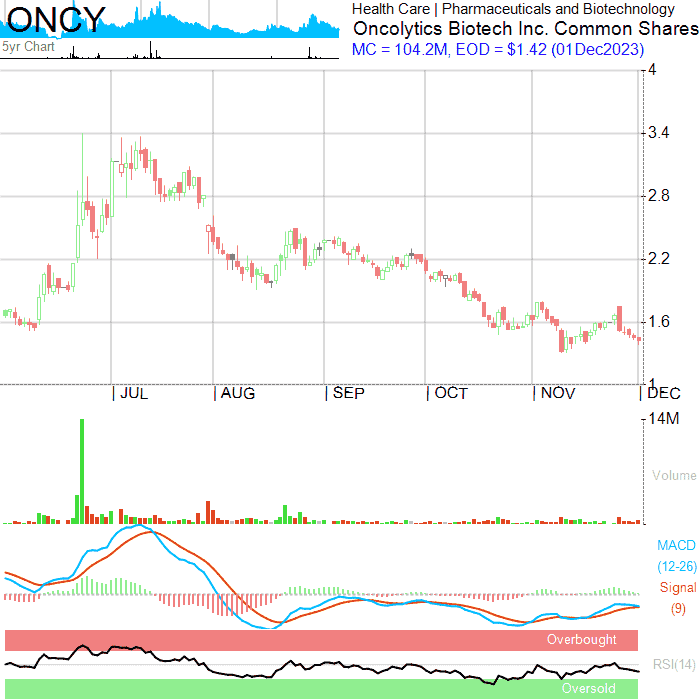 ONCY
Health Care | Pharmaceuticals and Biotechnology
Oncolytics Biotech Inc. Common Shares
MC = 104.2M, EOD = $1.42 (01Dec2023)
5yr Chart
4
3.4
2.8
2.2
1.6
1
JUL AUG SEP OCT NOV DEC
14M
Volume
MACD
(12-26)
Signal
(9)
Overbought
RSI(14)
Oversold